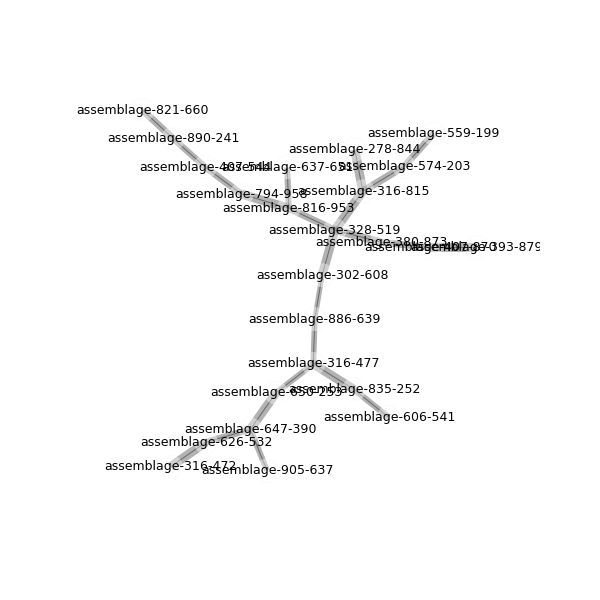 assemblage-821-660
assemblage-559-199
assemblage-890-241
assemblage-278-844
assemblage-574-203
assemblage-637-651
assemblage-407-544
assemblage-316-815
assemblage-794-958
assemblage-816-953
assemblage-328-519
assemblage-380-873
assemblage-407-870
assemblage-393-879
assemblage-302-608
assemblage-886-639
assemblage-316-477
assemblage-835-252
assemblage-650-253
assemblage-606-541
assemblage-647-390
assemblage-626-532
assemblage-316-472
assemblage-905-637